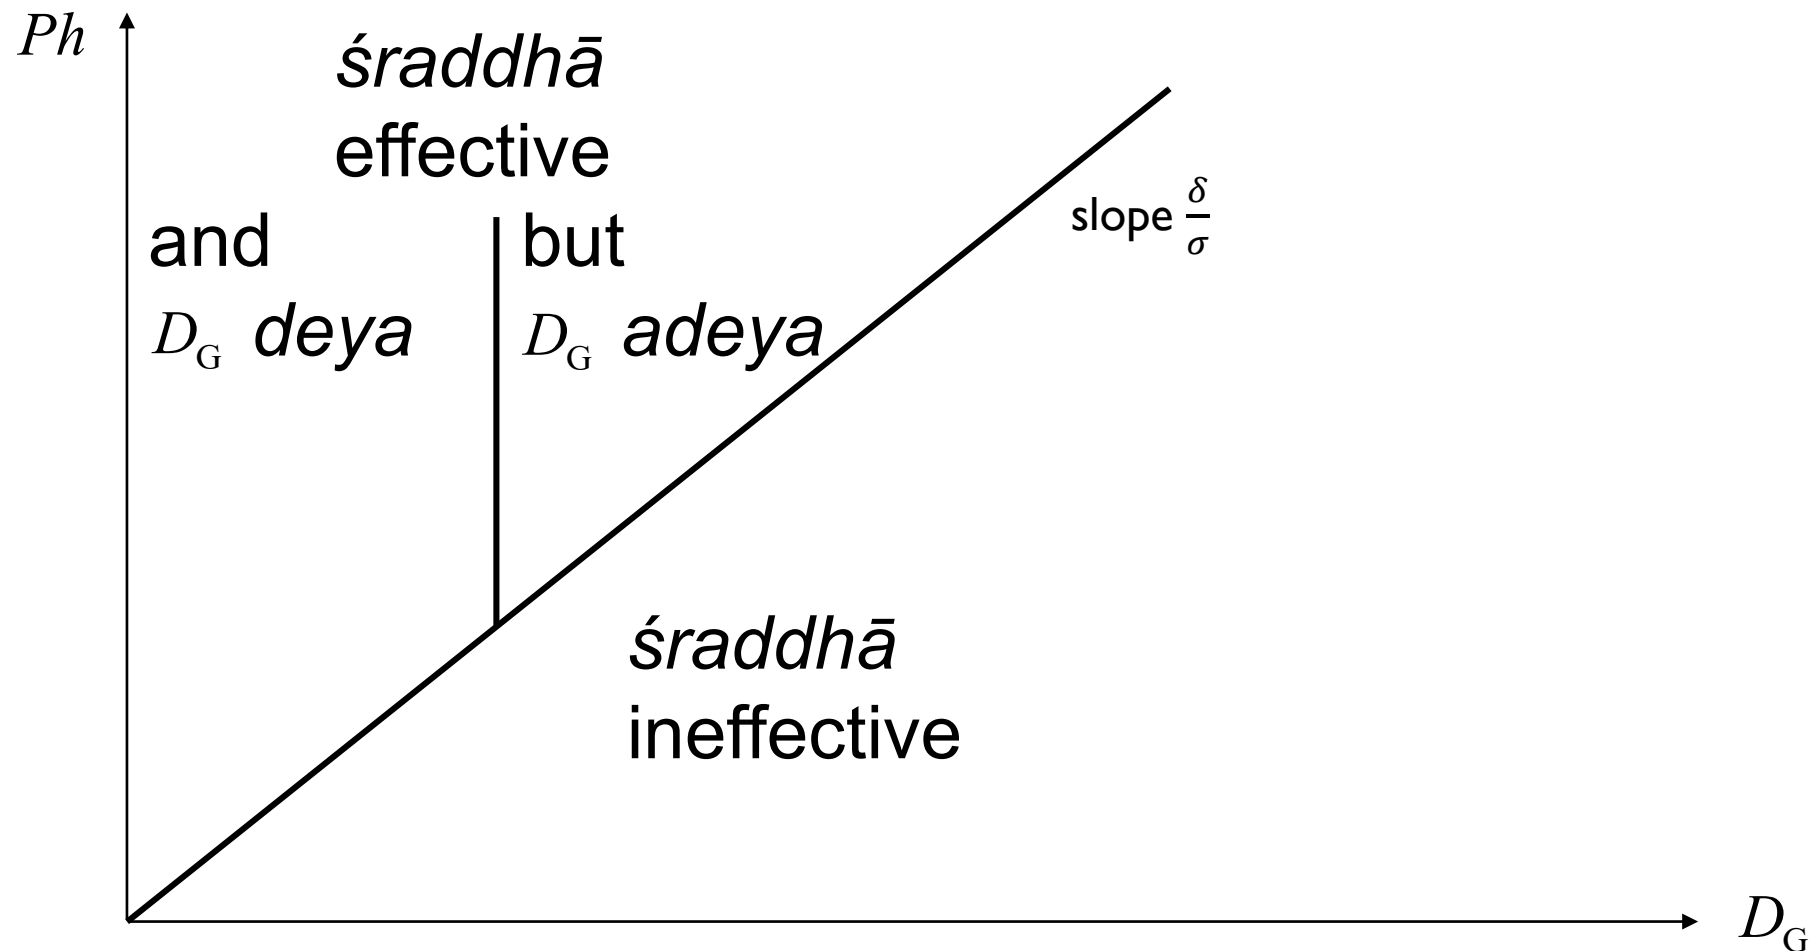 Ph
śraddhā
effective
and
but
D_G deya
D_G adeya
slope δ/σ
śraddhā
ineffective
D_G